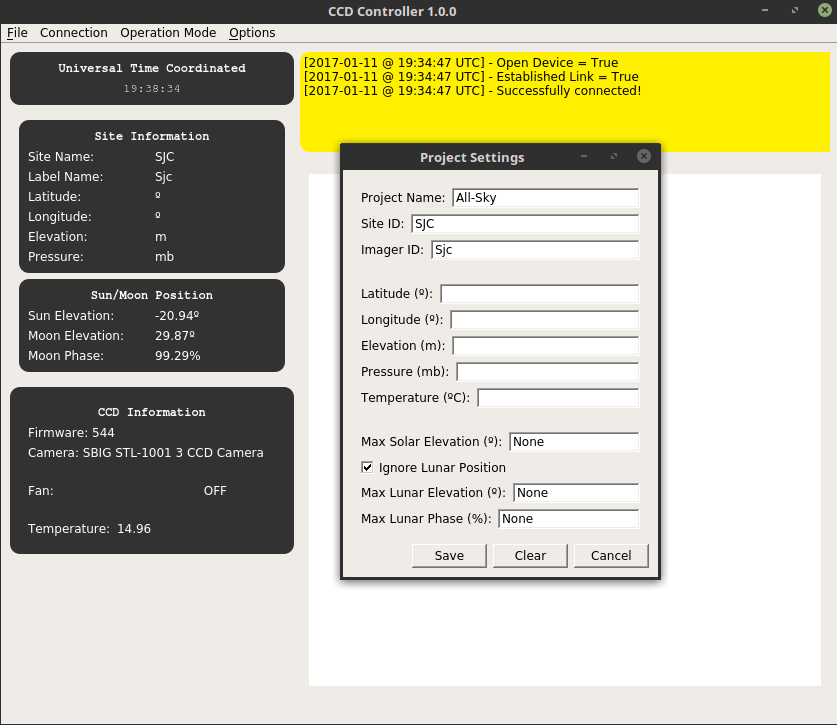 CCD Controller 1.0.0
File Connection Operation Mode Options
Universal Time Coordinated
19:38:34
Site Information
Site Name: SJC
Label Name: Sjc
Latitude: º
Longitude: º
Elevation: m
Pressure: mb
Sun/Moon Position
Sun Elevation: -20.94º
Moon Elevation: 29.87º
Moon Phase: 99.29%
CCD Information
Firmware: 544
Camera: SBIG STL-1001 3 CCD Camera
Fan: OFF
Temperature: 14.96
[2017-01-11 @ 19:34:47 UTC] - Open Device = True
[2017-01-11 @ 19:34:47 UTC] - Established Link = True
[2017-01-11 @ 19:34:47 UTC] - Successfully connected!
Project Settings
Project Name: All-Sky
Site ID: SJC
Imager ID: Sjc
Latitude (º):
Longitude (º):
Elevation (m):
Pressure (mb):
Temperature (ºC):
Max Solar Elevation (º): None
Ignore Lunar Position
Max Lunar Elevation (º): None
Max Lunar Phase (%): None
Save Clear Cancel